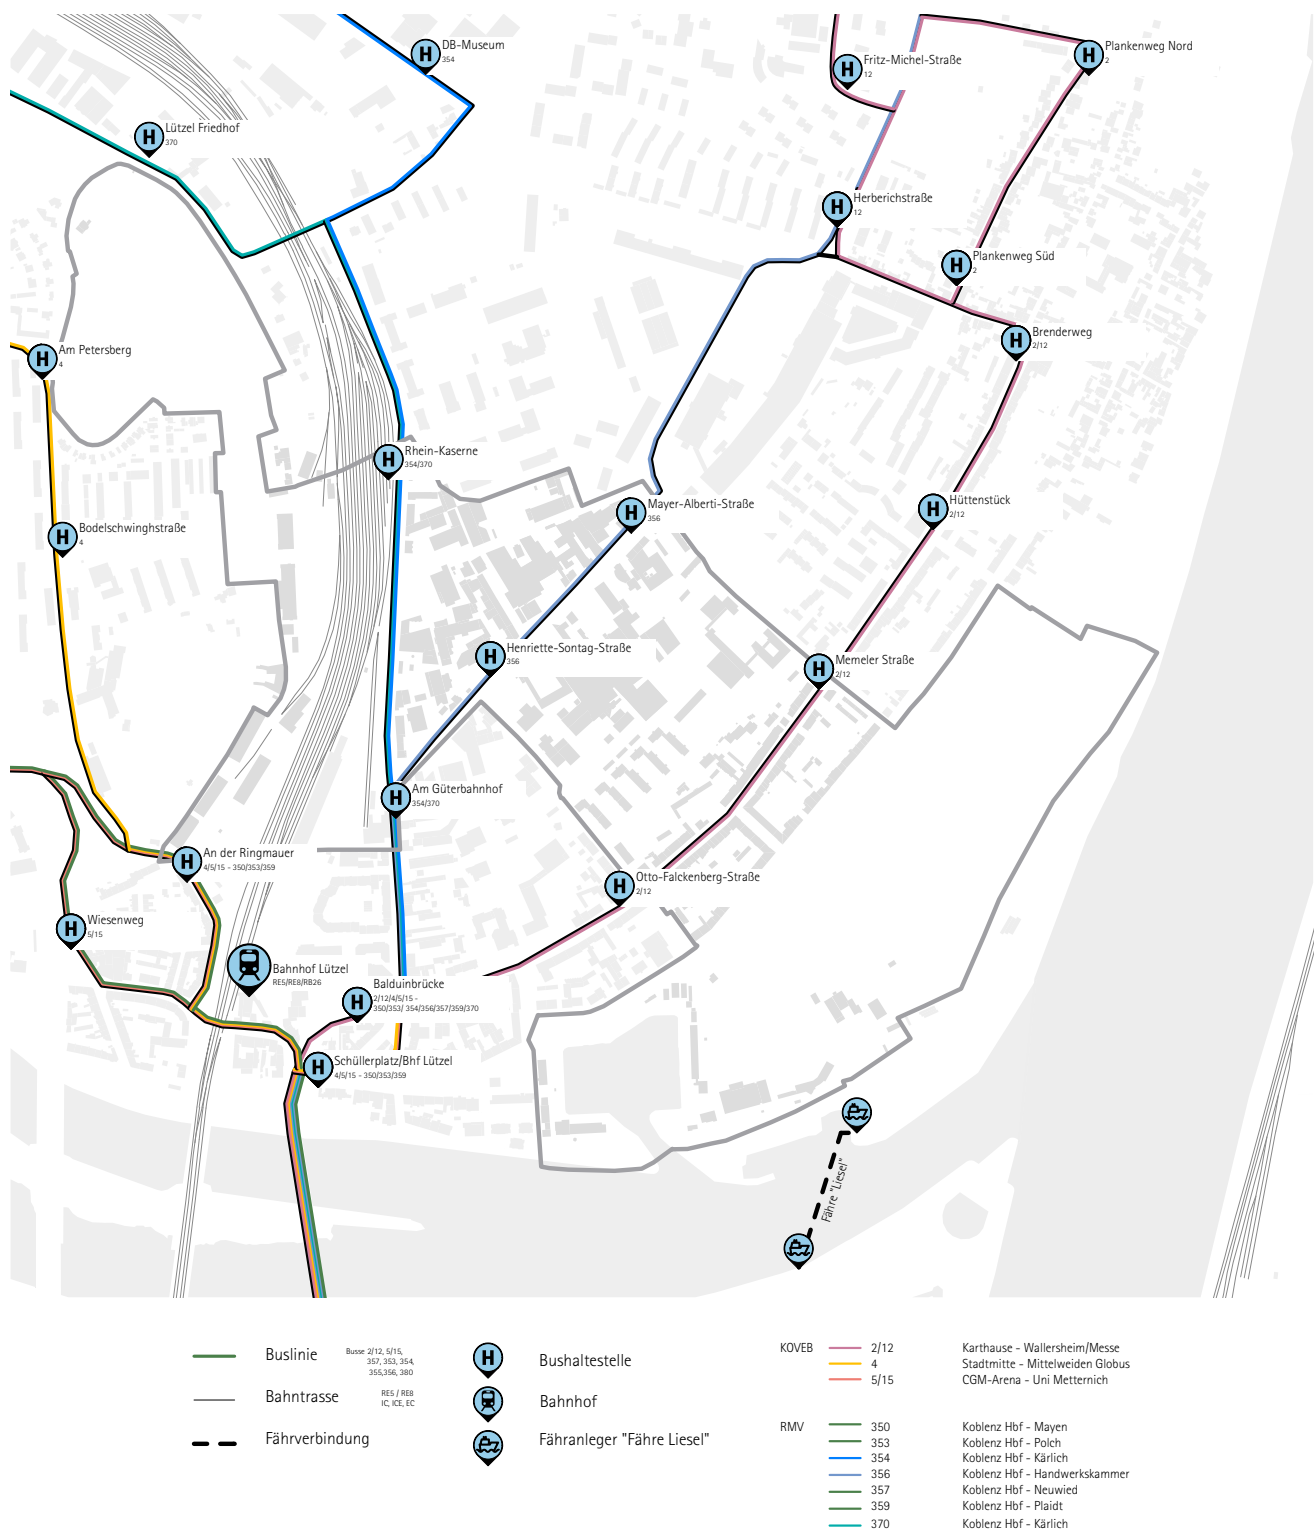 DB-Museum
354
Fritz-Michel-Straße
12
Plankenweg Nord
2
Lützel Friedhof
370
Herberichstraße
12
Plankenweg Süd
2
Brenderweg
2/12
Am Petersberg
4
Rhein-Kaserne
354/370
Mayer-Alberti-Straße
356
Hüttenstück
2/12
Bodelschwinghstraße
4
Henriette-Sontag-Straße
356
Memeler Straße
2/12
Am Güterbahnhof
354/370
An der Ringmauer
4/5/15 - 350/353/359
Otto-Falckenberg-Straße
2/12
Wiesenweg
5/15
Bahnhof Lützel
RE5/RE8/RB26
Balduinbrücke
2/12/4/5/15 -
350/353/ 354/356/357/359/370
Schüllerplatz/Bhf Lützel
4/5/15 - 350/353/359
Fähre "Liesel"
Buslinie
Busse 2/12, 5/15,
357, 353, 354,
355,356, 380
Bahntrasse
RE5 / RE8
IC, ICE, EC
Fährverbindung
Bushaltestelle
Bahnhof
Fähranleger "Fähre Liesel"
KOVEB 2/12 Karthause - Wallersheim/Messe
4 Stadtmitte - Mittelweiden Globus
5/15 CGM-Arena - Uni Metternich
RMV 350 Koblenz Hbf - Mayen
353 Koblenz Hbf - Polch
354 Koblenz Hbf - Kärlich
356 Koblenz Hbf - Handwerkskammer
357 Koblenz Hbf - Neuwied
359 Koblenz Hbf - Plaidt
370 Koblenz Hbf - Kärlich